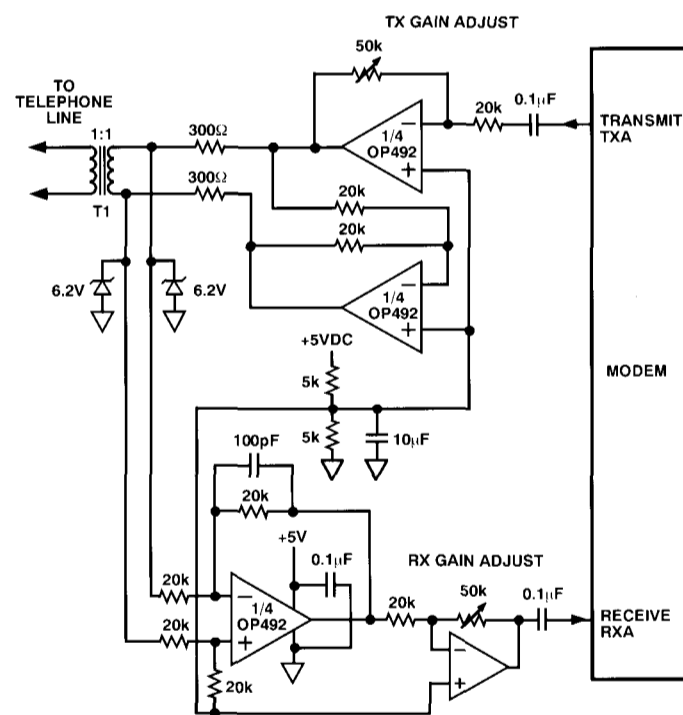 TX GAIN ADJUST
50k
TO
TELEPHONE
LINE
1:1
T1
300Ω
300Ω
1/4
OP492
−
+
20k
0.1µF
TRANSMIT
TXA
20k
20k
6.2V
6.2V
1/4
OP492
−
+
+5VDC
5k
5k
10µF
MODEM
100pF
20k
+5V
0.1µF
RX GAIN ADJUST
20k
20k
1/4
OP492
−
+
20k
20k
50k
0.1µF
−
+
RECEIVE
RXA